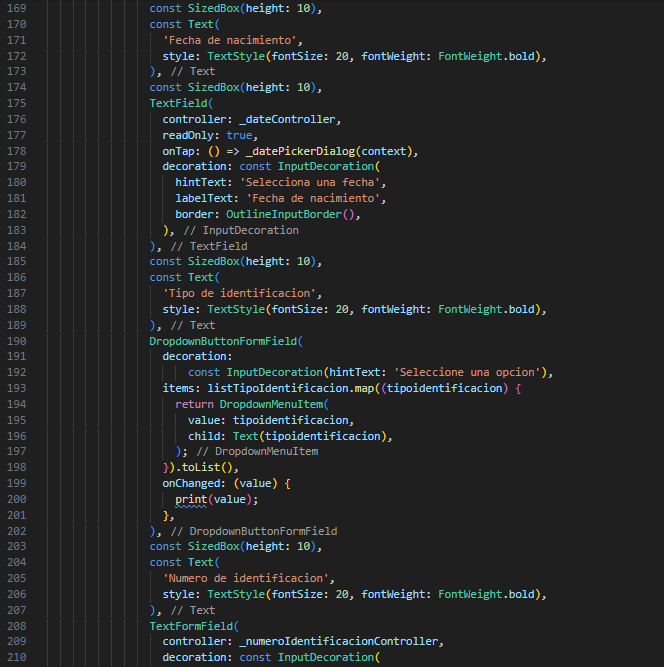 169 const SizedBox(height: 10),
170 const Text(
171 'Fecha de nacimiento',
172 style: TextStyle(fontSize: 20, fontWeight: FontWeight.bold),
173 ), // Text
174 const SizedBox(height: 10),
175 TextField(
176 controller: _dateController,
177 readOnly: true,
178 onTap: () => _datePickerDialog(context),
179 decoration: const InputDecoration(
180 hintText: 'Selecciona una fecha',
181 labelText: 'Fecha de nacimiento',
182 border: OutlineInputBorder(),
183 ), // InputDecoration
184 ), // TextField
185 const SizedBox(height: 10),
186 const Text(
187 'Tipo de identificacion',
188 style: TextStyle(fontSize: 20, fontWeight: FontWeight.bold),
189 ), // Text
190 DropdownButtonFormField(
191 decoration:
192 const InputDecoration(hintText: 'Seleccione una opcion'),
193 items: listTipoIdentificacion.map((tipoidentificacion) {
194 return DropdownMenuItem(
195 value: tipoidentificacion,
196 child: Text(tipoidentificacion),
197 ); // DropdownMenuItem
198 }).toList(),
199 onChanged: (value) {
200 print(value);
201 },
202 ), // DropdownButtonFormField
203 const SizedBox(height: 10),
204 const Text(
205 'Numero de identificacion',
206 style: TextStyle(fontSize: 20, fontWeight: FontWeight.bold),
207 ), // Text
208 TextFormField(
209 controller: _numeroIdentificacionController,
210 decoration: const InputDecoration(